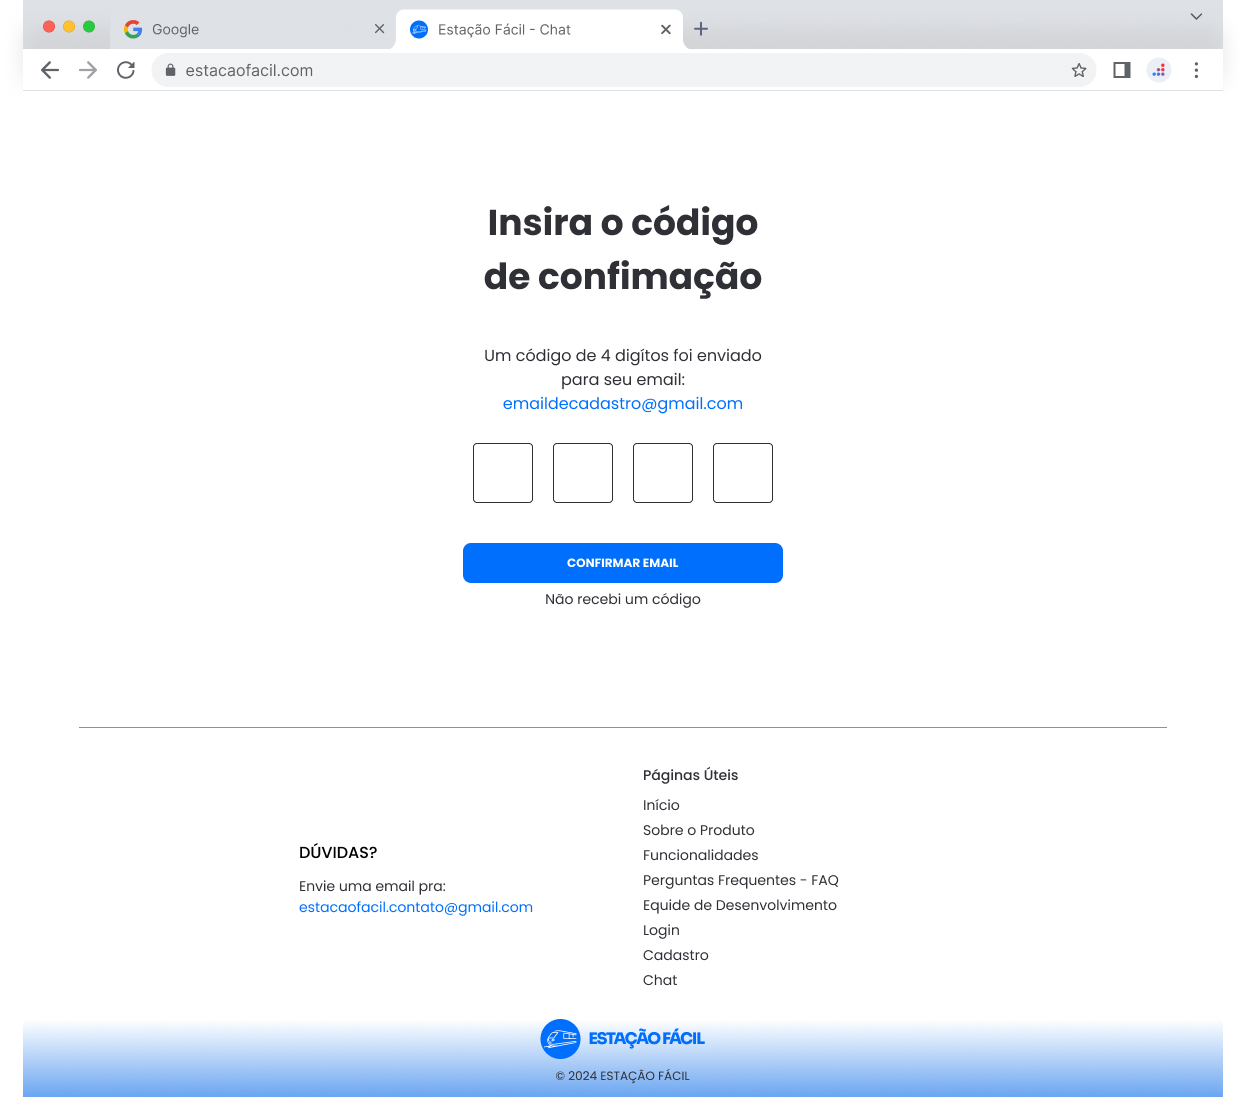 Google
Estação Fácil - Chat
estacaofacil.com
Insira o código
de confimação
Um código de 4 digítos foi enviado
para seu email:
emaildecadastro@gmail.com
CONFIRMAR EMAIL
Não recebi um código
DÚVIDAS?
Envie uma email pra:
estacaofacil.contato@gmail.com
Páginas Úteis
Início
Sobre o Produto
Funcionalidades
Perguntas Frequentes - FAQ
Equide de Desenvolvimento
Login
Cadastro
Chat
ESTAÇÃO FÁCIL
© 2024 ESTAÇÃO FÁCIL